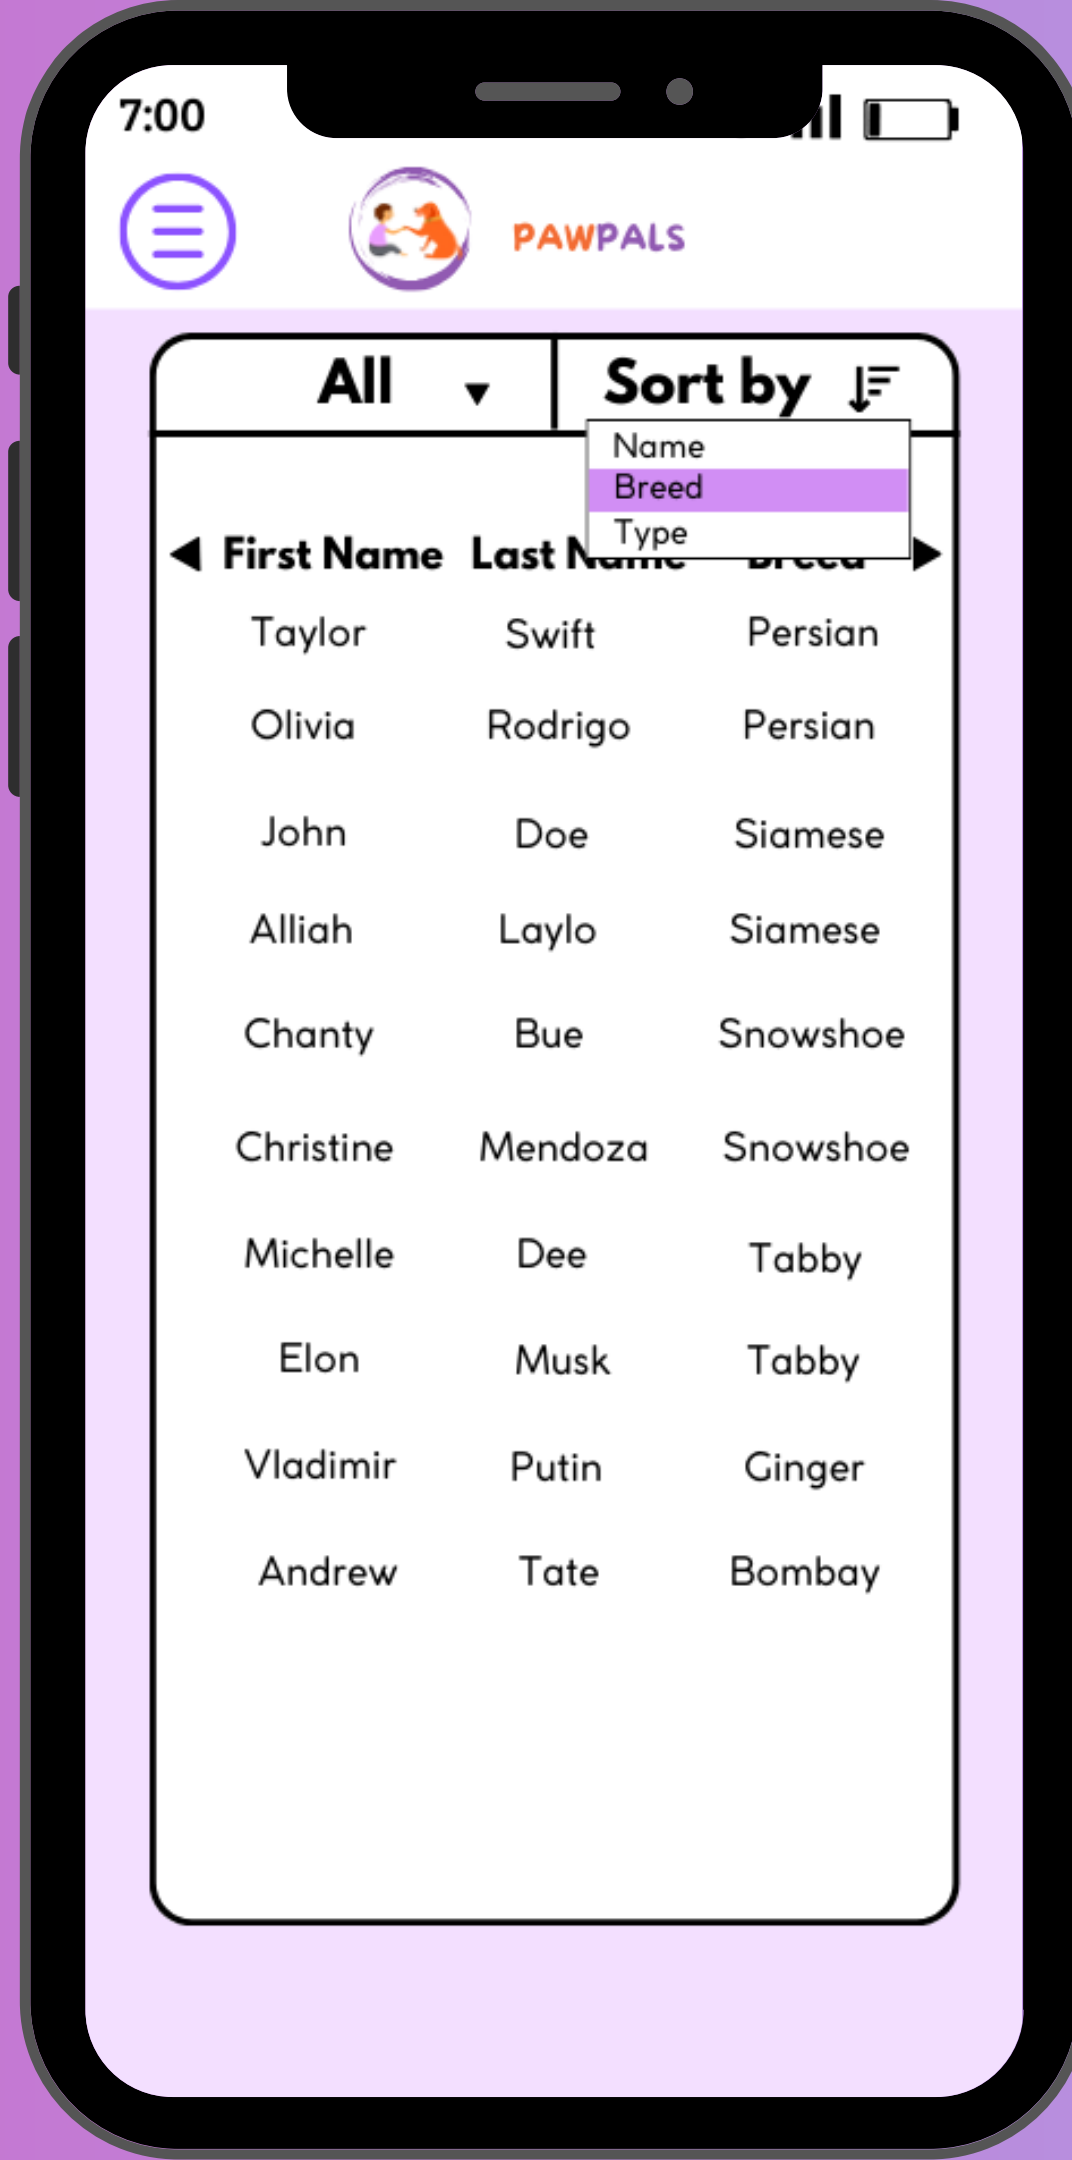 7:00
PAWPALS
All Sort by
Name
Breed
Type
First Name Last Name Breed
Taylor Swift Persian
Olivia Rodrigo Persian
John Doe Siamese
Alliah Laylo Siamese
Chanty Bue Snowshoe
Christine Mendoza Snowshoe
Michelle Dee Tabby
Elon Musk Tabby
Vladimir Putin Ginger
Andrew Tate Bombay